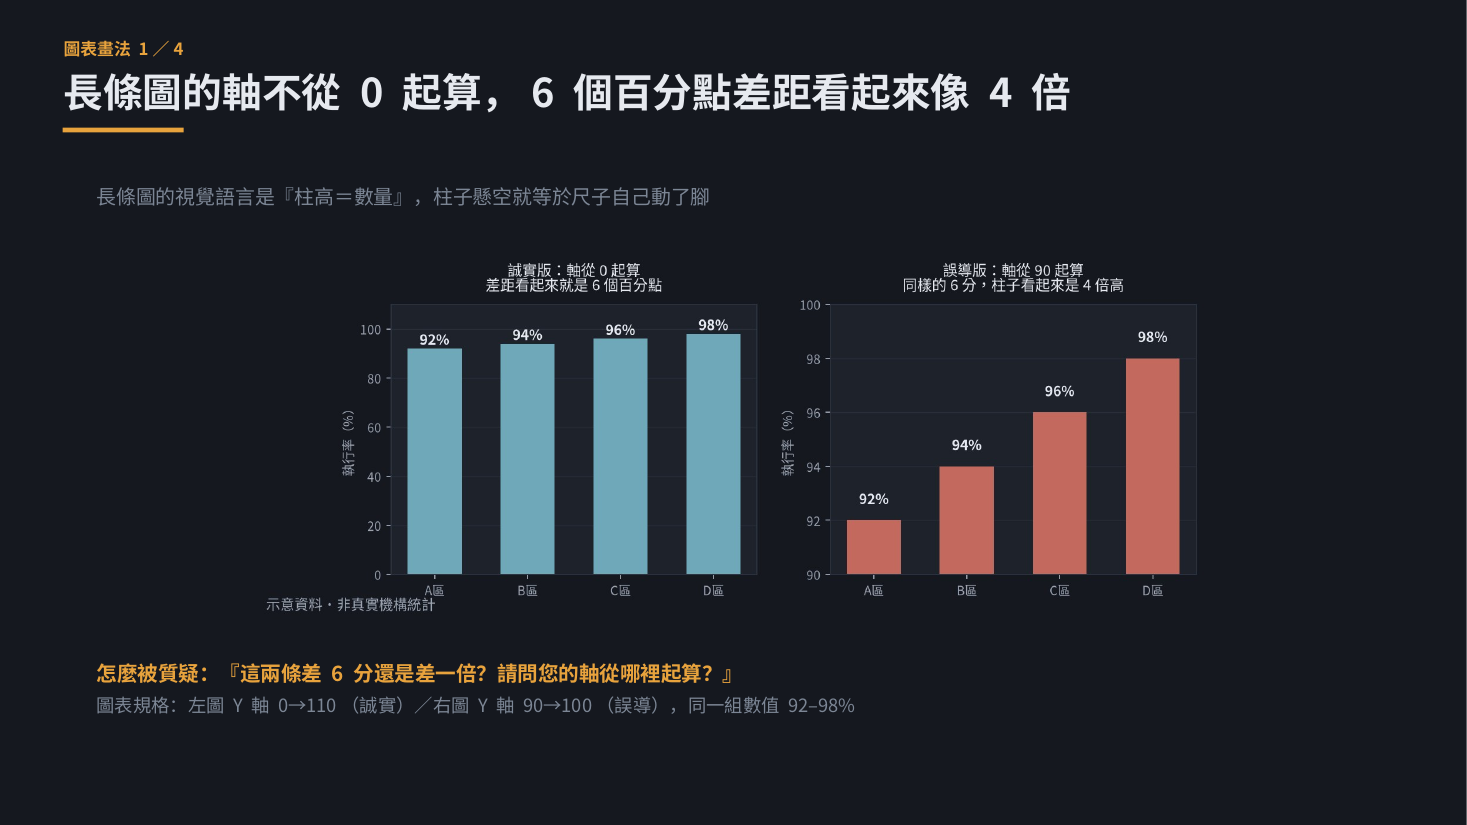 圖表畫法 1／4
長條圖的軸不從 0 起算，6 個百分點差距看起來像 4 倍
長條圖的視覺語言是『柱高＝數量』，柱子懸空就等於尺子自己動了腳
誠實版：軸從 0 起算
差距看起來就是 6 個百分點
執行率（%）
100
80
60
40
20
0
92%
94%
96%
98%
A區
B區
C區
D區
誤導版：軸從 90 起算
同樣的 6 分，柱子看起來是 4 倍高
執行率（%）
100
98
96
94
92
90
92%
94%
96%
98%
A區
B區
C區
D區
示意資料・非真實機構統計
怎麼被質疑：『這兩條差 6 分還是差一倍？請問您的軸從哪裡起算？』
圖表規格：左圖 Y 軸 0→110（誠實）／右圖 Y 軸 90→100（誤導），同一組數值 92–98%